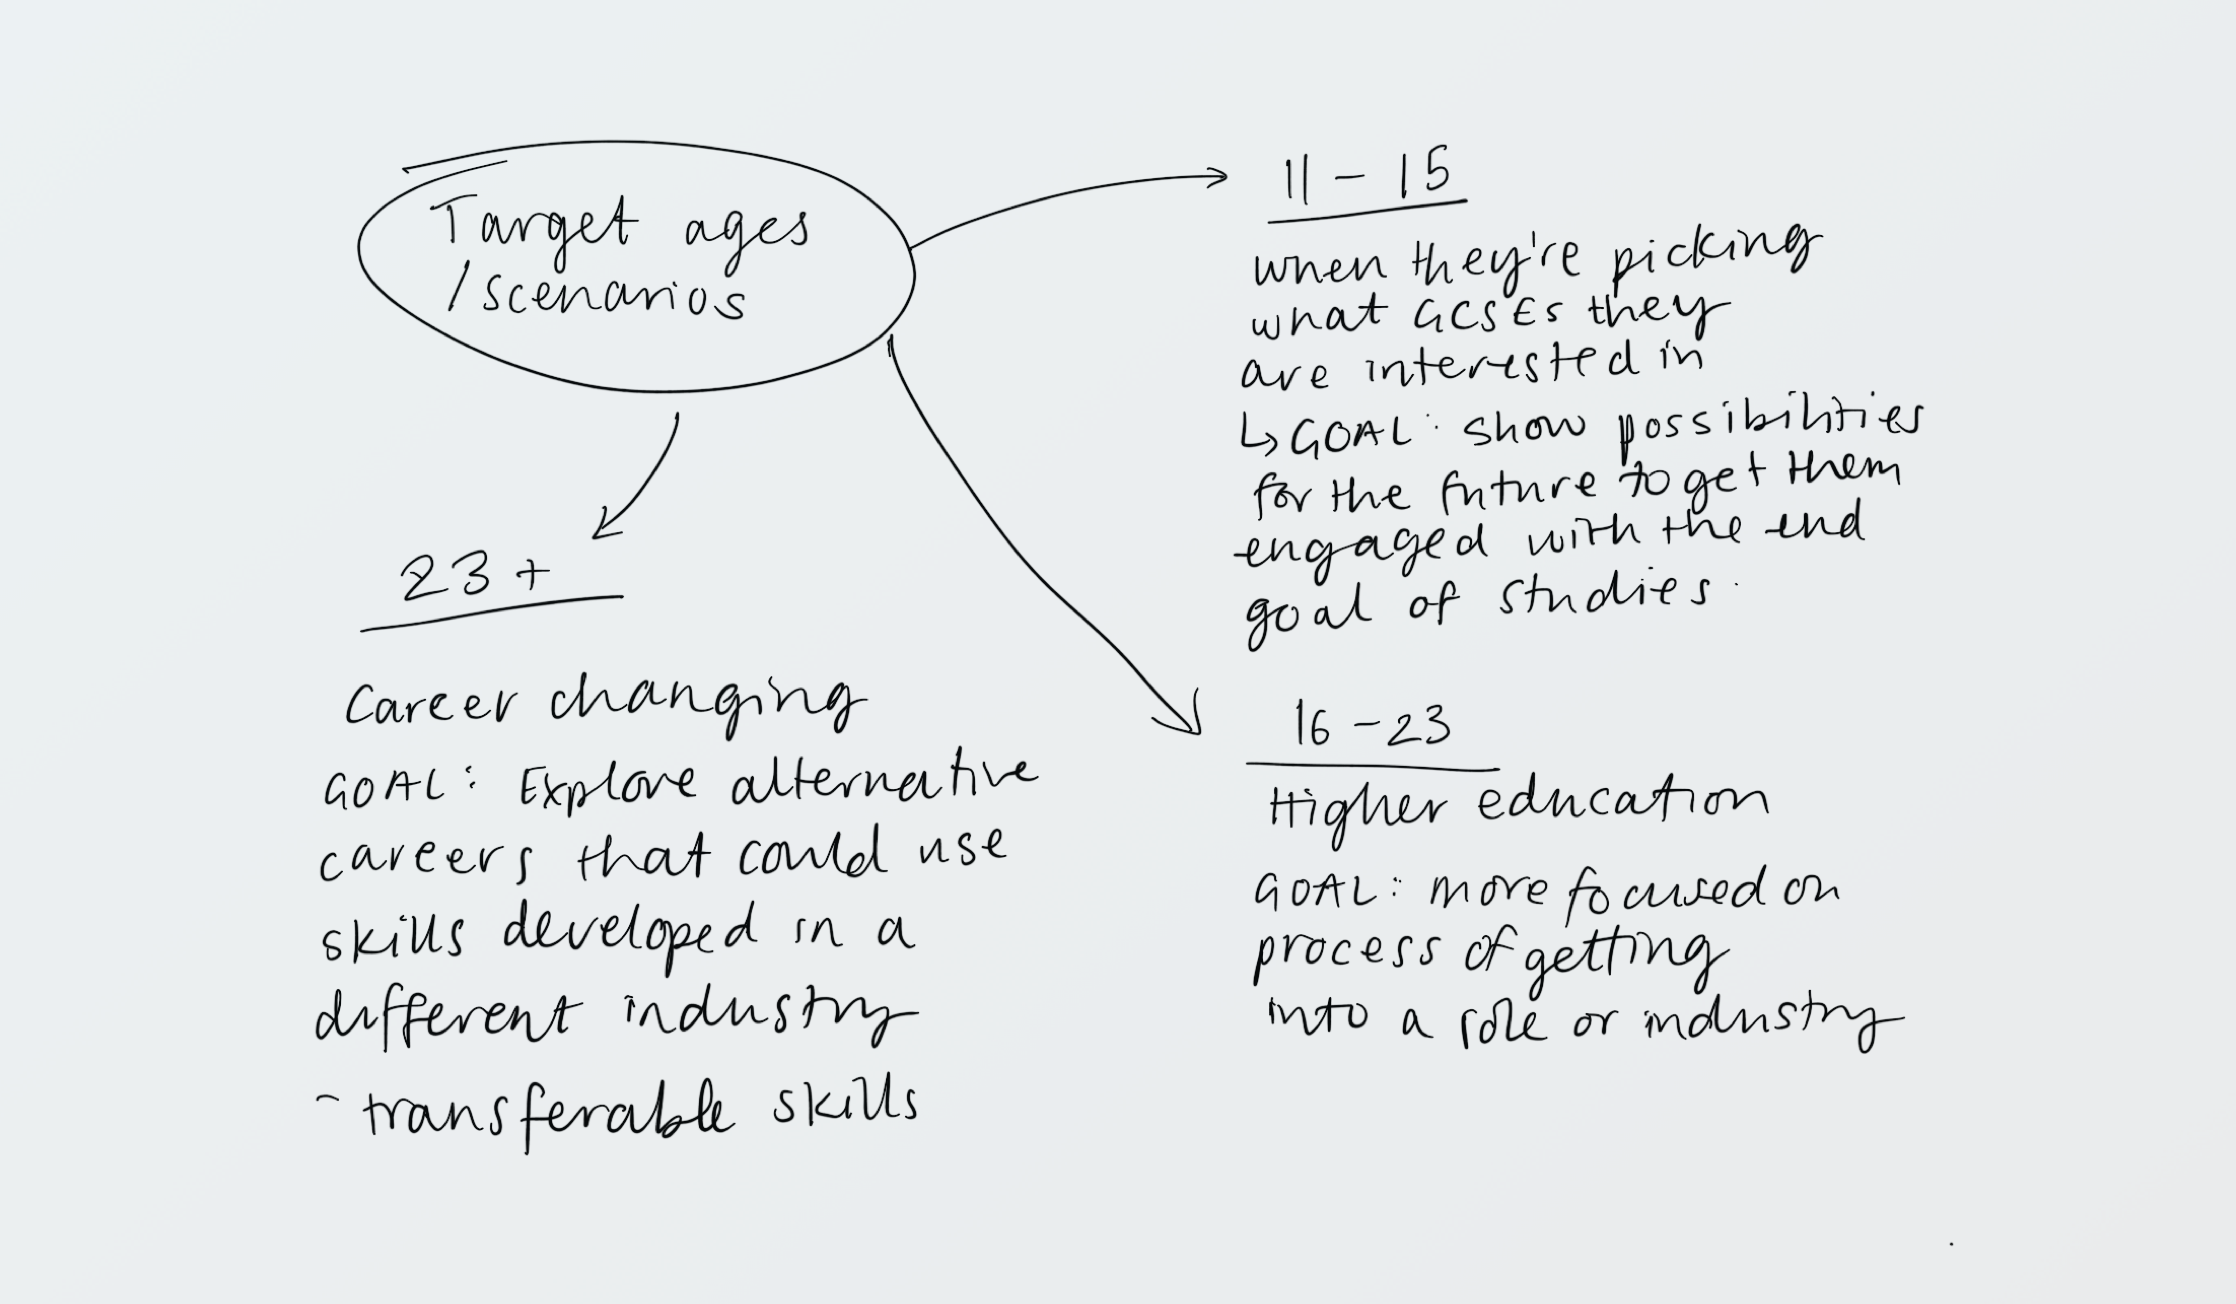 Target ages
/scenarios
11 - 15
when they're picking
what GCSEs they
are interested in
↳ GOAL: show possibilities
for the future to get them
engaged with the end
goal of studies.
16 - 23
Higher education
GOAL: more focused on
process of getting
into a role or industry
23 +
Career changing
GOAL: Explore alternative
careers that could use
skills developed in a
different industry
- transferable skills